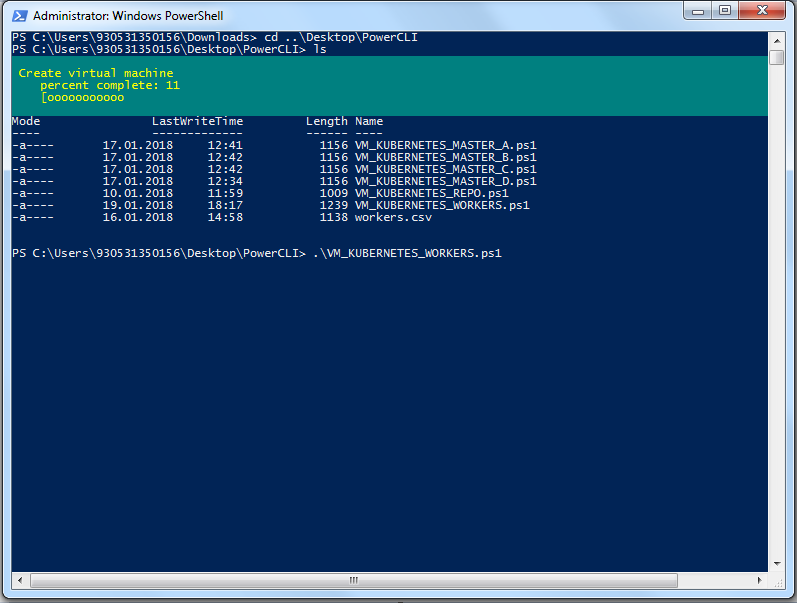 Administrator: Windows PowerShell
PS C:\Users\930531350156\Downloads> cd ..\Desktop\PowerCLI
PS C:\Users\930531350156\Desktop\PowerCLI> ls
Create virtual machine
percent complete: 11
[ooooooooooo
Mode LastWriteTime Length Name
---- ------------- ------ ----
-a---- 17.01.2018 12:41 1156 VM_KUBERNETES_MASTER_A.ps1
-a---- 17.01.2018 12:42 1156 VM_KUBERNETES_MASTER_B.ps1
-a---- 17.01.2018 12:42 1156 VM_KUBERNETES_MASTER_C.ps1
-a---- 17.01.2018 12:34 1156 VM_KUBERNETES_MASTER_D.ps1
-a---- 10.01.2018 11:59 1009 VM_KUBERNETES_REPO.ps1
-a---- 19.01.2018 18:17 1239 VM_KUBERNETES_WORKERS.ps1
-a---- 16.01.2018 14:58 1138 workers.csv
PS C:\Users\930531350156\Desktop\PowerCLI> .\VM_KUBERNETES_WORKERS.ps1